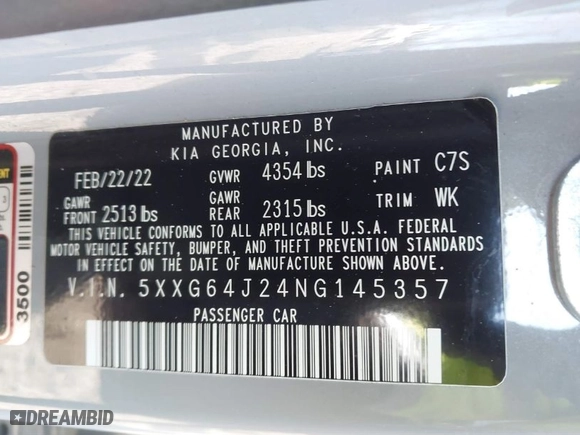 MANUFACTURED BY
KIA GEORGIA, INC.
FEB/22/22 GVWR 4354 lbs PAINT C7S
GAWR FRONT 2513 lbs GAWR REAR 2315 lbs TRIM WK
THIS VEHICLE CONFORMS TO ALL APPLICABLE U.S.A. FEDERAL
MOTOR VEHICLE SAFETY, BUMPER, AND THEFT PREVENTION STANDARDS
IN EFFECT ON THE DATE OF MANUFACTURE SHOWN ABOVE.
V.I.N. 5XXG64J24NG145357
PASSENGER CAR
3
3500
DREAMBID